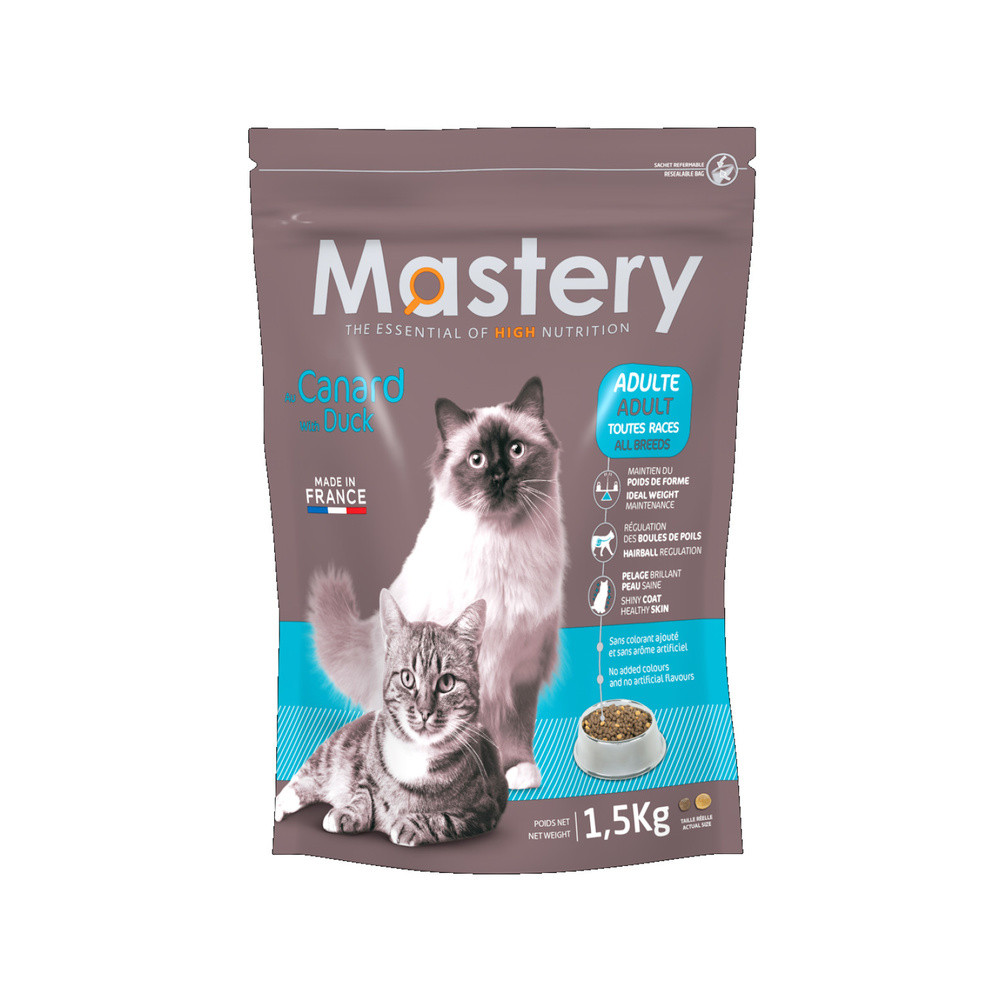 SACHET REFERMABLE
RESEALABLE BAG
Mastery
THE ESSENTIAL OF HIGH NUTRITION
Au Canard
With Duck
MADE IN
FRANCE
ADULTE
ADULT
TOUTES RACES
ALL BREEDS
MAINTIEN DU
POIDS DE FORME
IDEAL WEIGHT
MAINTENANCE
RÉGULATION
DES BOULES DE POILS
HAIRBALL REGULATION
PELAGE BRILLANT
PEAU SAINE
SHINY COAT
HEALTHY SKIN
Sans colorant ajouté
et sans arôme artificiel
No added colours
and no artificial flavours
POIDS NET
NET WEIGHT
1,5Kg
TAILLE RÉELLE
ACTUAL SIZE